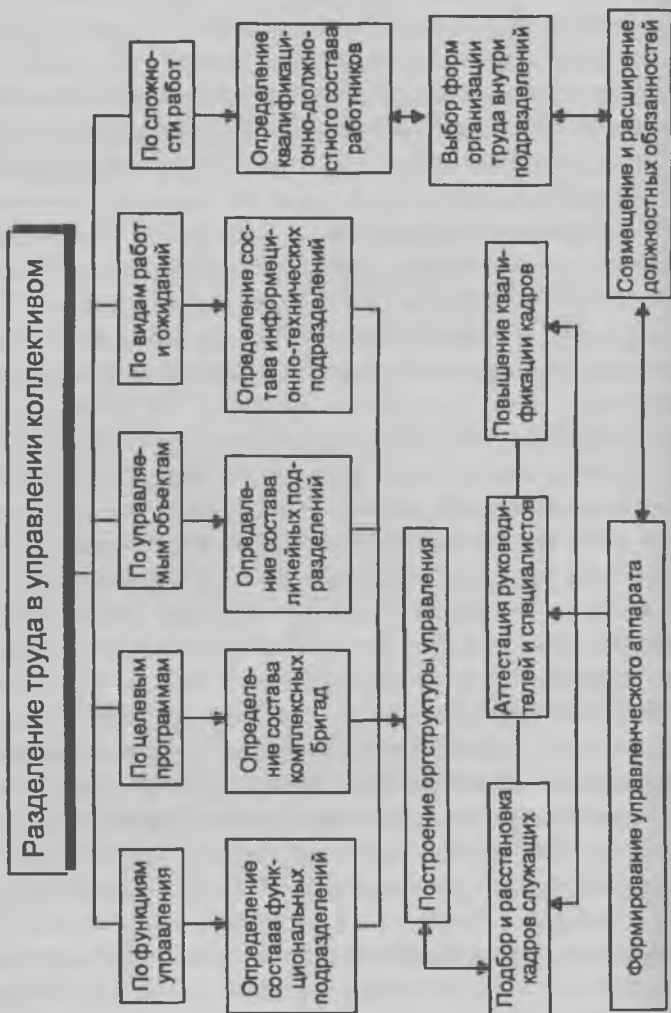 Разделение труда в управлении коллективом
По функциям
управления
По целевым
программам
По управляе-
мым объектам
По видам работ
и ожиданий
По сложно-
сти работ
Определение
состава функ-
циональных
подразделений
Определе-
ние состава
комплексных
бригад
Определе-
ние состава
линейных под-
разделений
Определение сос-
тава информеци-
онно-технических
подразделений
Определение
квалификаци-
онно-должно-
стного состава
работников
Построение оргструктуры управления
Выбор форм
организации
труда внутри
подразделений
Подбор и расстановка
кадров служащих
Аттестация руководи-
телей и специалистов
Повышение квали-
фикации кадров
Формирование управленческого аппарата
Совмещение и расширение
должностных обязанностей